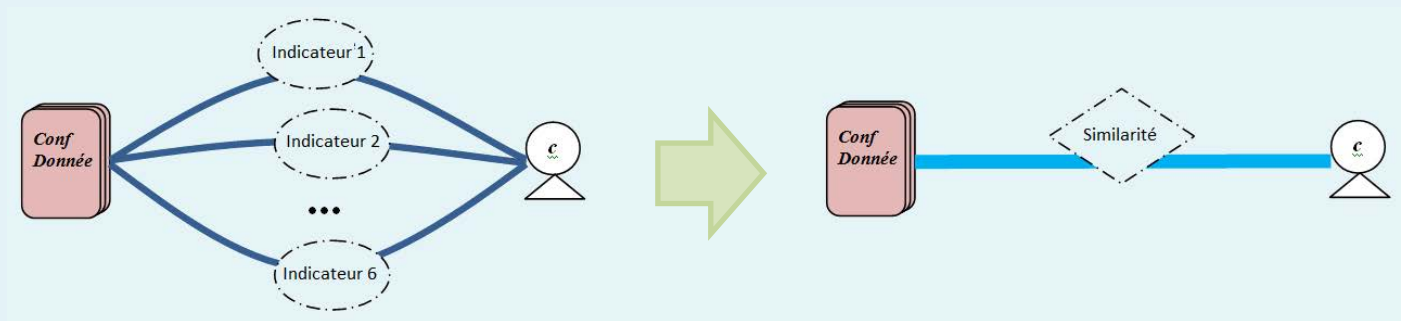 Indicateur 1
Conf
Donnée
Indicateur 2
c
...
Indicateur 6
Conf
Donnée
Similarité
c